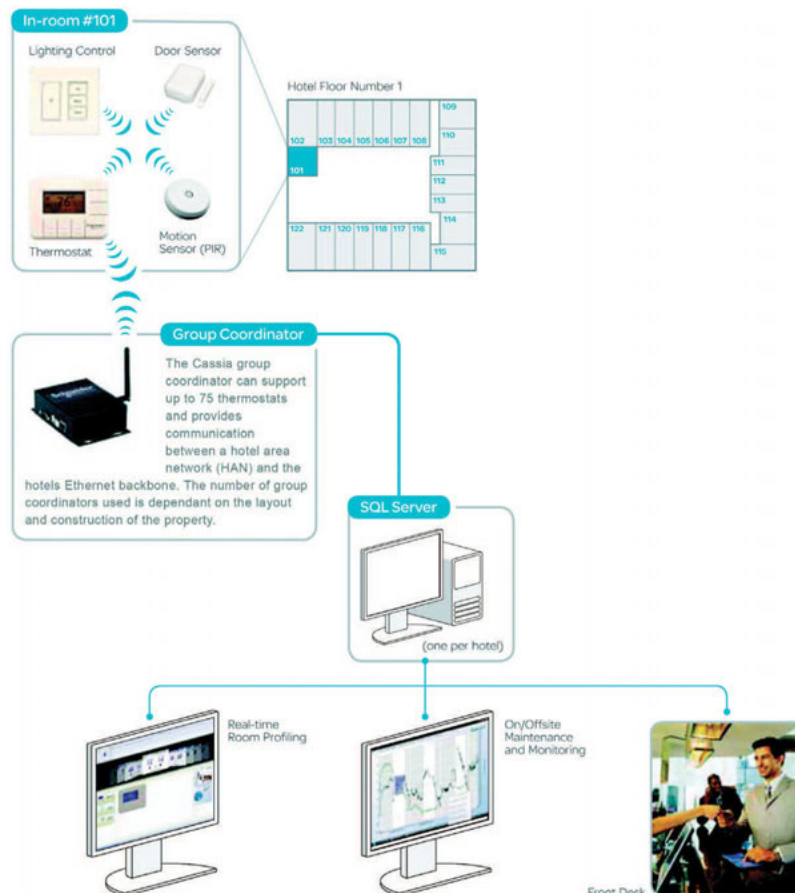 In-room #101
Lighting Control
Door Sensor
Thermostat
Motion
Sensor (PIR)
Hotel Floor Number 1
102 103 104 105 106 107 108
109
110
101
111
112
113
114
122 121 120 119 118 117 116
115
Group Coordinator
The Cassia group
coordinator can support
up to 75 thermostats
and provides
communication
between a hotel area
network (HAN) and the
hotels Ethernet backbone. The number of group
coordinators used is dependant on the layout
and construction of the property.
SQL Server
(one per hotel)
Real-time
Room Profiling
On/Offsite
Maintenance
and Monitoring
Front Desk